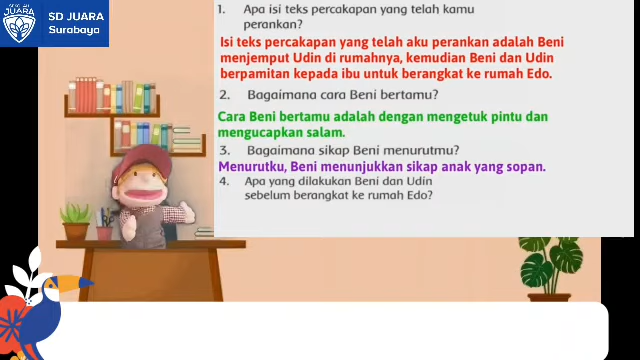 SEKOLAH
JUARA
SD JUARA
Surabaya
1. Apa isi teks percakapan yang telah kamu
perankan?
Isi teks percakapan yang telah aku perankan adalah Beni
menjemput Udin di rumahnya, kemudian Beni dan Udin
berpamitan kepada ibu untuk berangkat ke rumah Edo.
2. Bagaimana cara Beni bertamu?
Cara Beni bertamu adalah dengan mengetuk pintu dan
mengucapkan salam.
3. Bagaimana sikap Beni menurutmu?
Menurutku, Beni menunjukkan sikap anak yang sopan.
4. Apa yang dilakukan Beni dan Udin
sebelum berangkat ke rumah Edo?